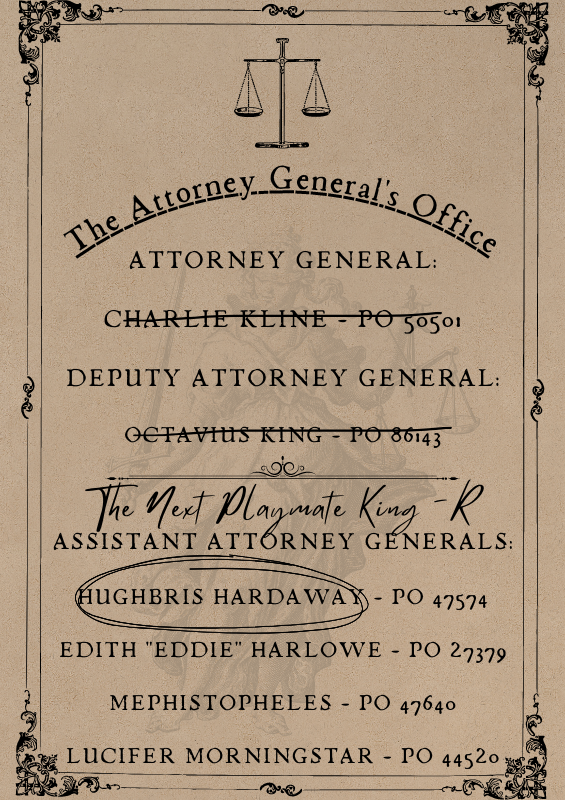 The Attorney General's Office
ATTORNEY GENERAL:
CHARLIE KLINE - PO 50501
DEPUTY ATTORNEY GENERAL:
OCTAVIUS KING - PO 86143
The Next Playmate King -R
ASSISTANT ATTORNEY GENERALS:
HUGHBRIS HARDAWAY - PO 47574
EDITH "EDDIE" HARLOWE - PO 27379
MEPHISTOPHELES - PO 47640
LUCIFER MORNINGSTAR - PO 44520